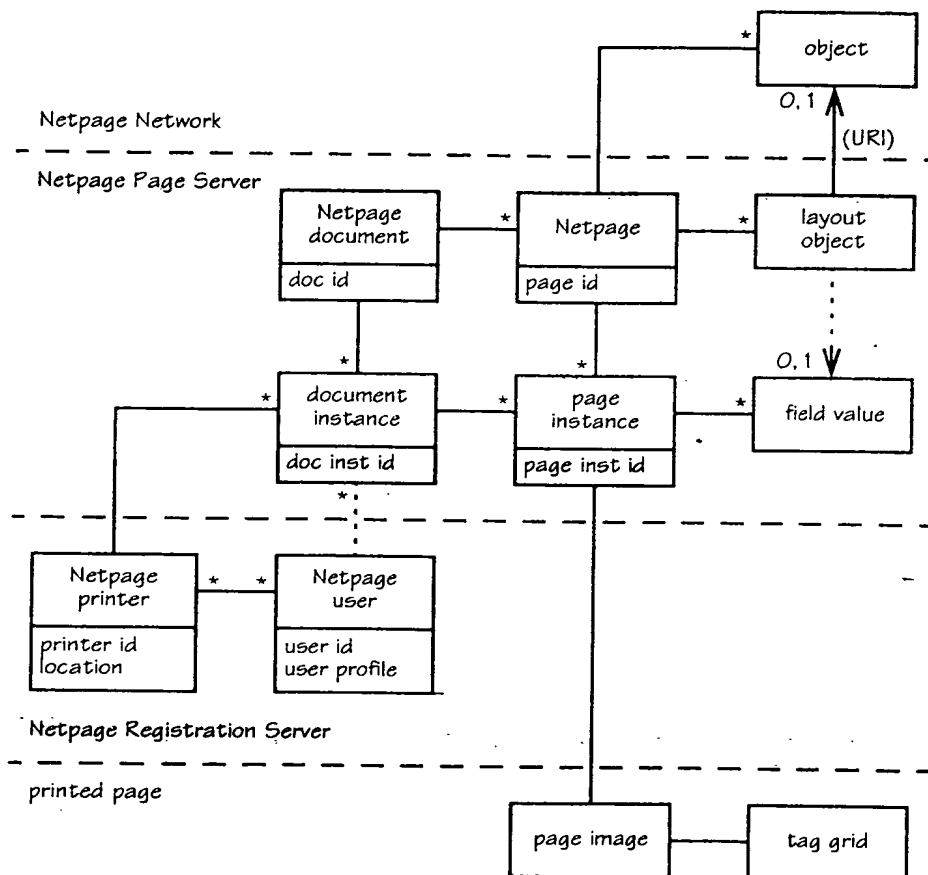 *
object
0, 1
Netpage Network
(URI)
Netpage Page Server
Netpage
document
doc id
*
Netpage
page id
*
layout
object
*
*
0, 1
*
document
instance
doc inst id
*
page
instance
page inst id
*
field value
*
Netpage
printer
printer id
location
*
*
Netpage
user
user id
user profile
Netpage Registration Server
printed page
page image
tag grid